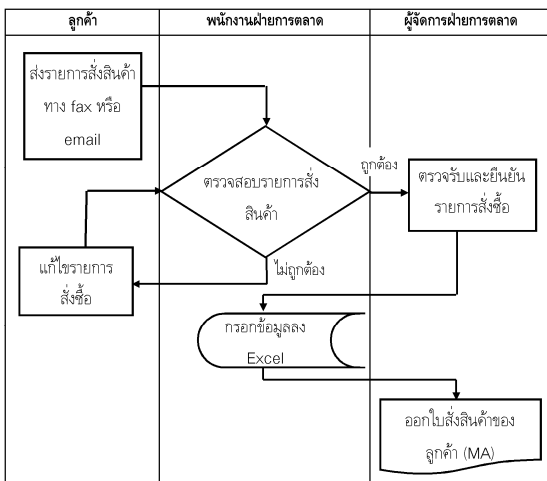 ลูกค้า
พนักงานฝ่ายการตลาด
ผู้จัดการฝ่ายการตลาด
ส่งรายการสั่งสินค้า
ทาง fax หรือ
email
ตรวจสอบรายการสั่ง
สินค้า
ถูกต้อง
ตรวจรับและยืนยัน
รายการสั่งซื้อ
ไม่ถูกต้อง
แก้ไขรายการ
สั่งซื้อ
กรอกข้อมูลลง
Excel
ออกใบสั่งสินค้าของ
ลูกค้า (MA)